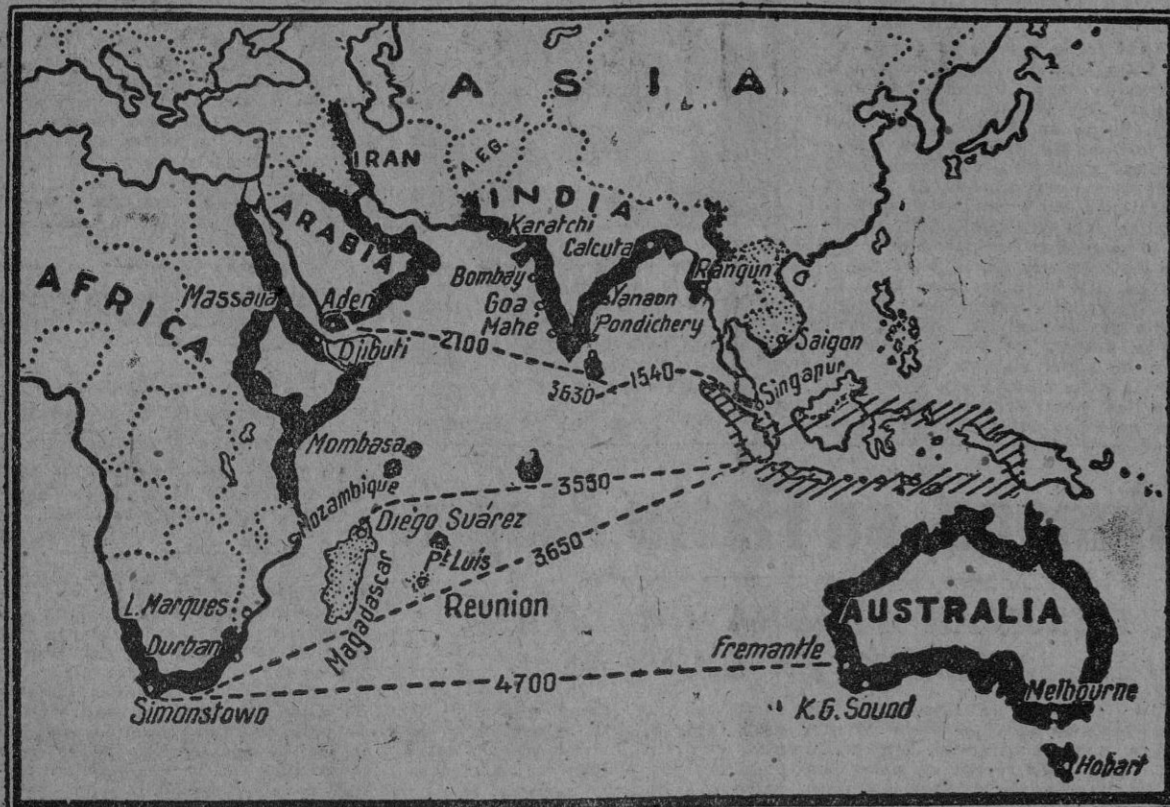 ASIA
IRAN
A.EG.
INDIA
ARABIA
Karatchi
Calcuta
AFRICA
Bombay
Rangun
Massaua
Aden
Goa
Yanaon
Mahé
Pondichery
Djibuti
2100
Saigon
3630
1540
Singapur
Mombasa
3550
Mozambique
Diego Suárez
Pt Luis
3650
Magadascar
Reunion
L. Marques
AUSTRALIA
Durban
Fremantle
4700
Melbourne
Simonstown
K.G. Sound
Hobart